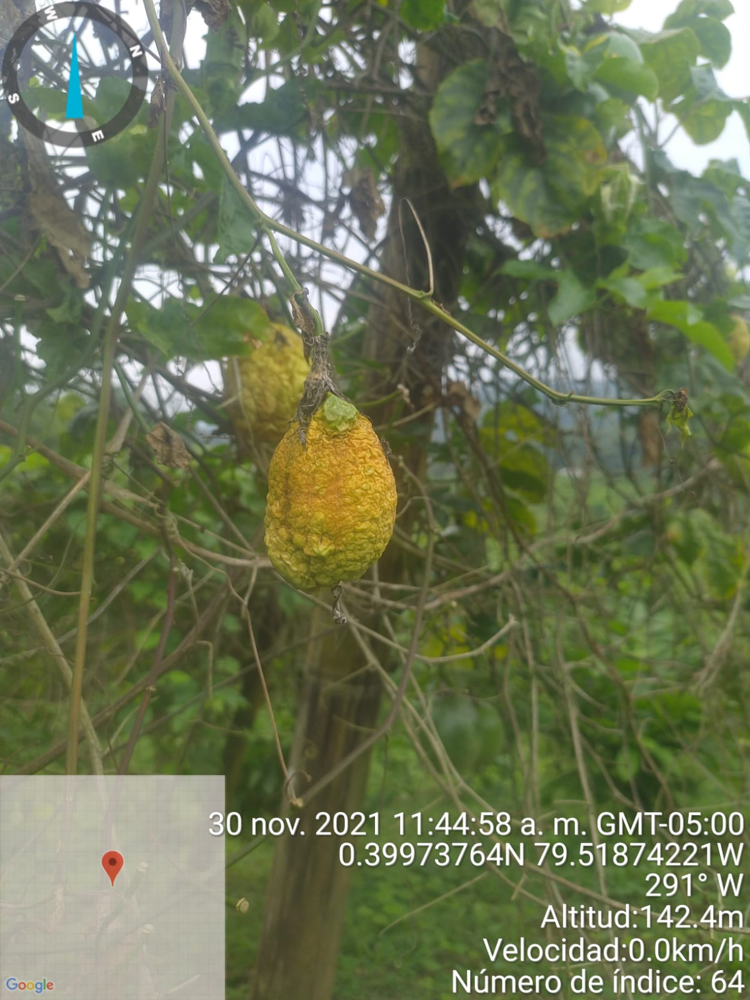 W
N
S
E
30 nov. 2021 11:44:58 a. m. GMT-05:00
0.39973764N 79.51874221W
291° W
Altitud:142.4m
Velocidad:0.0km/h
Número de índice: 64
Google